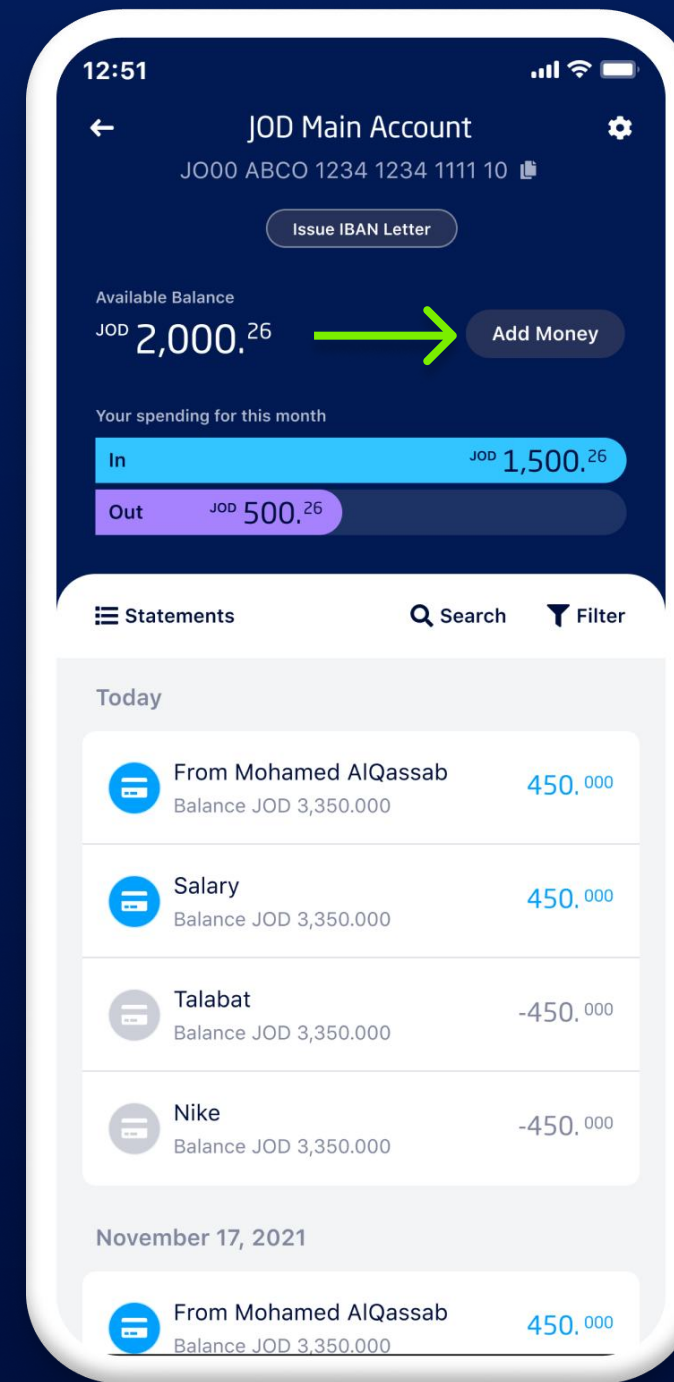 12:51
JOD Main Account
JO00 ABCO 1234 1234 1111 10
Issue IBAN Letter
Available Balance
JOD 2,000.26
Add Money
Your spending for this month
In JOD 1,500.26
Out JOD 500.26
Statements Search Filter
Today
From Mohamed AlQassab 450.000
Balance JOD 3,350.000
Salary 450.000
Balance JOD 3,350.000
Talabat -450.000
Balance JOD 3,350.000
Nike -450.000
Balance JOD 3,350.000
November 17, 2021
From Mohamed AlQassab 450.000
Balance JOD 3,350.000